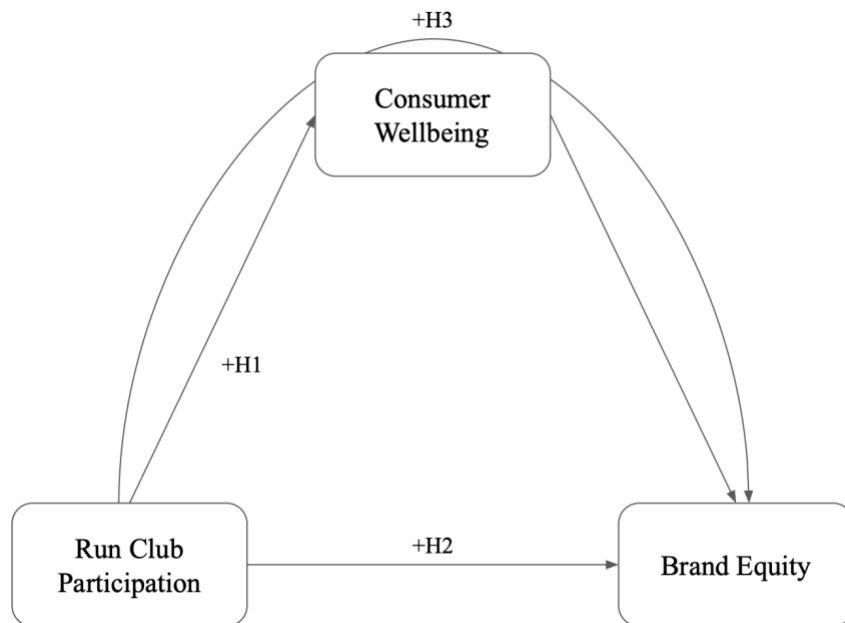 +H3
Consumer
Wellbeing
+H1
+H2
Run Club
Participation
Brand Equity